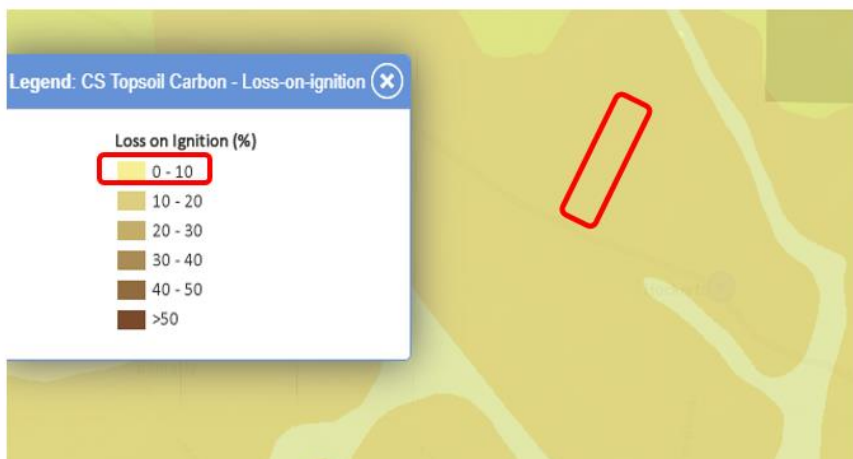 Legend: CS Topsoil Carbon - Loss-on-ignition
Loss on Ignition (%)
0 - 10
10 - 20
20 - 30
30 - 40
40 - 50
>50